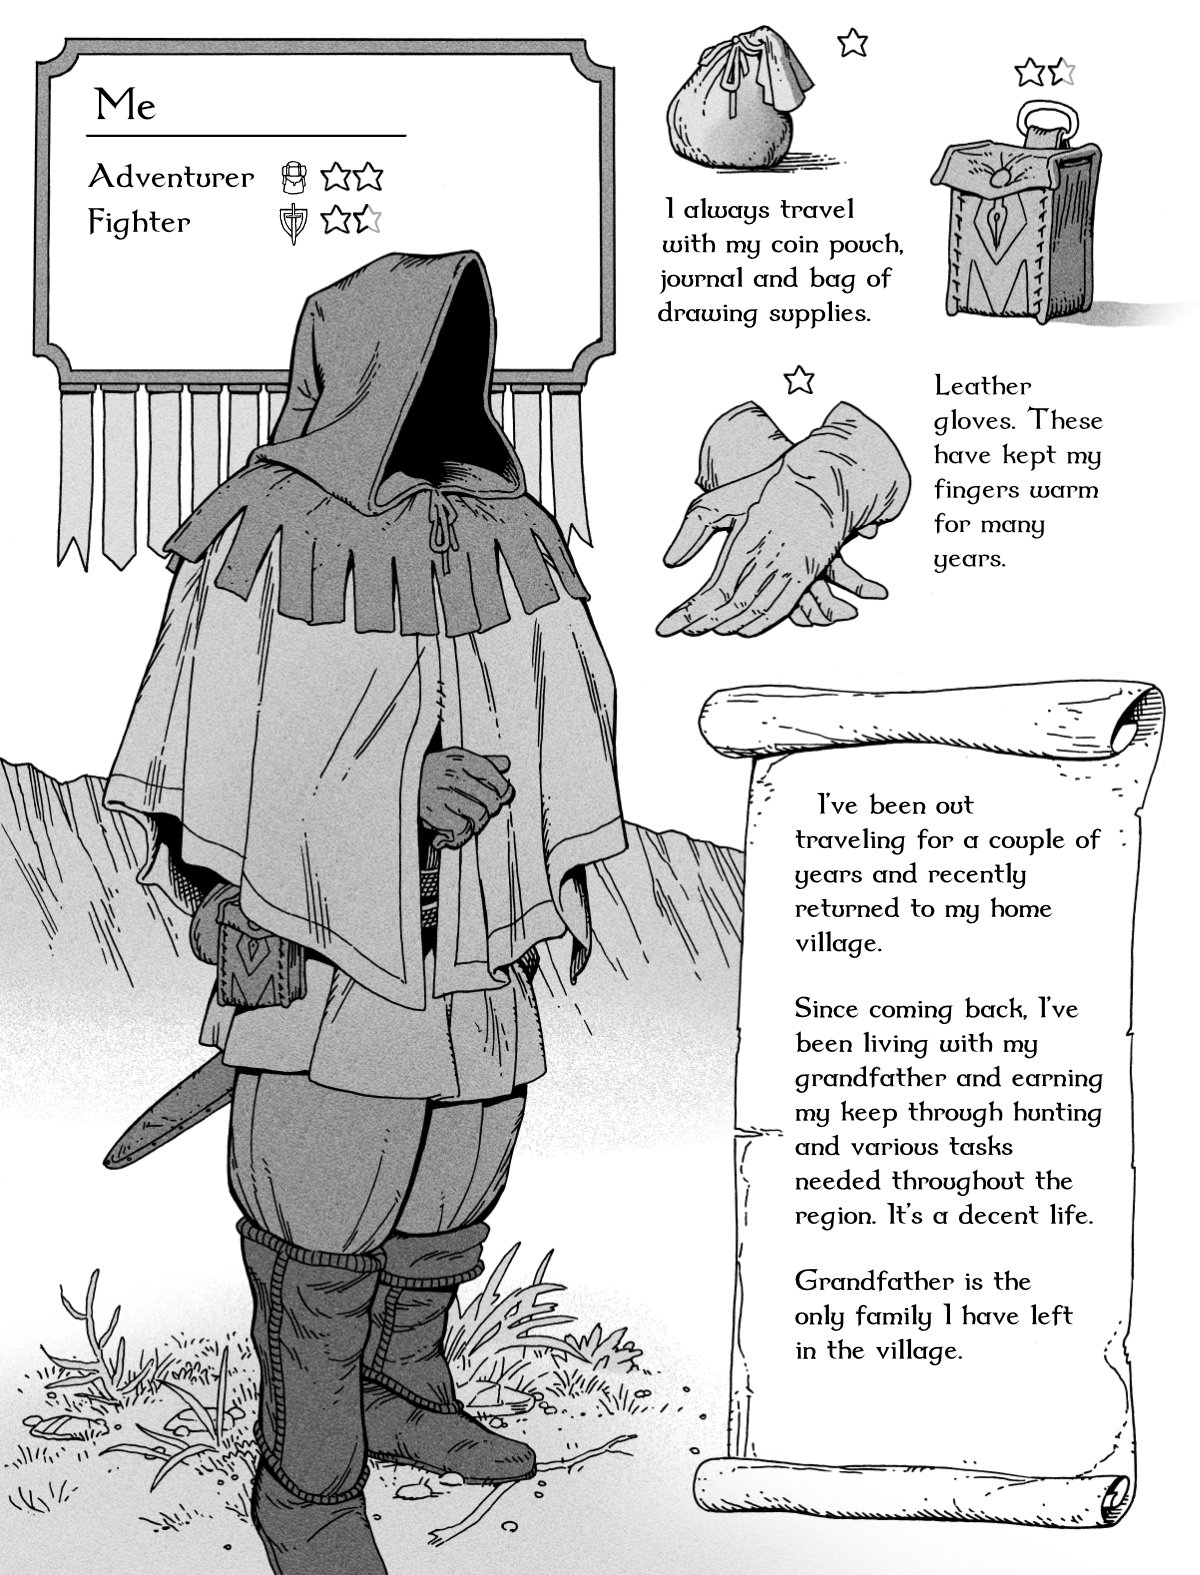 Me
Adventurer
Fighter
I always travel
with my coin pouch,
journal and bag of
drawing supplies.
M
Leather
gloves. These
have kept my
fingers warm
for many
years.
I've been out
traveling for a couple of
years and recently
returned to my home
village.
Since coming back, I've
been living with my
grandfather and earning
my keep through hunting
and various tasks
needed throughout the
region. It's a decent life.
Grandfather is the
only family I have left
in the village.
M